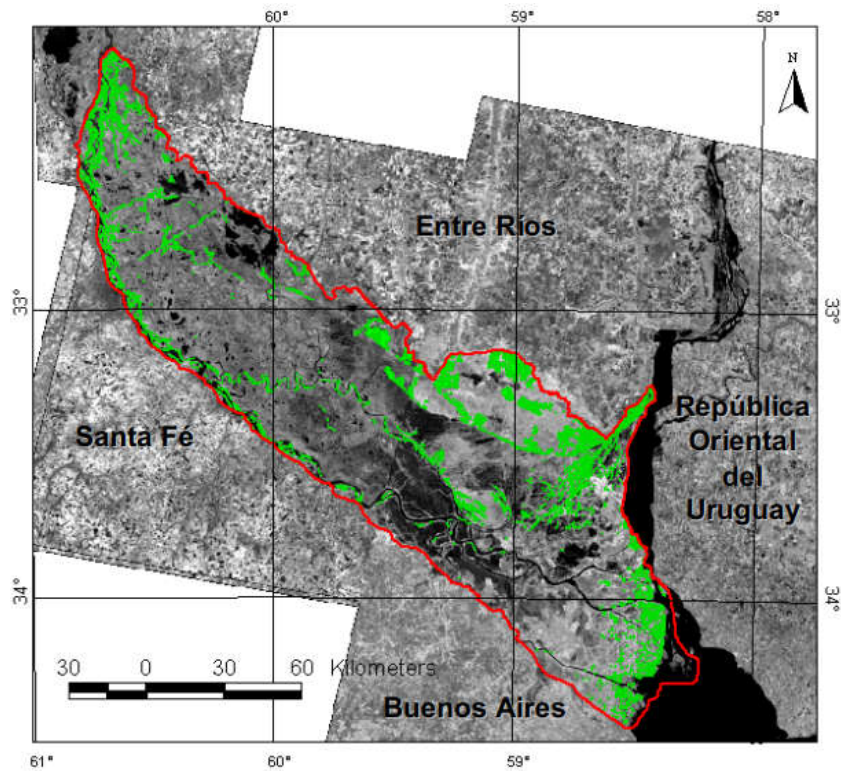 60°
59°
58°
N
Entre Ríos
33°
33°
República
Oriental
del
Uruguay
Santa Fé
34°
34°
30 0 30 60 Kilometers
Buenos Aires
61°
60°
59°
58°